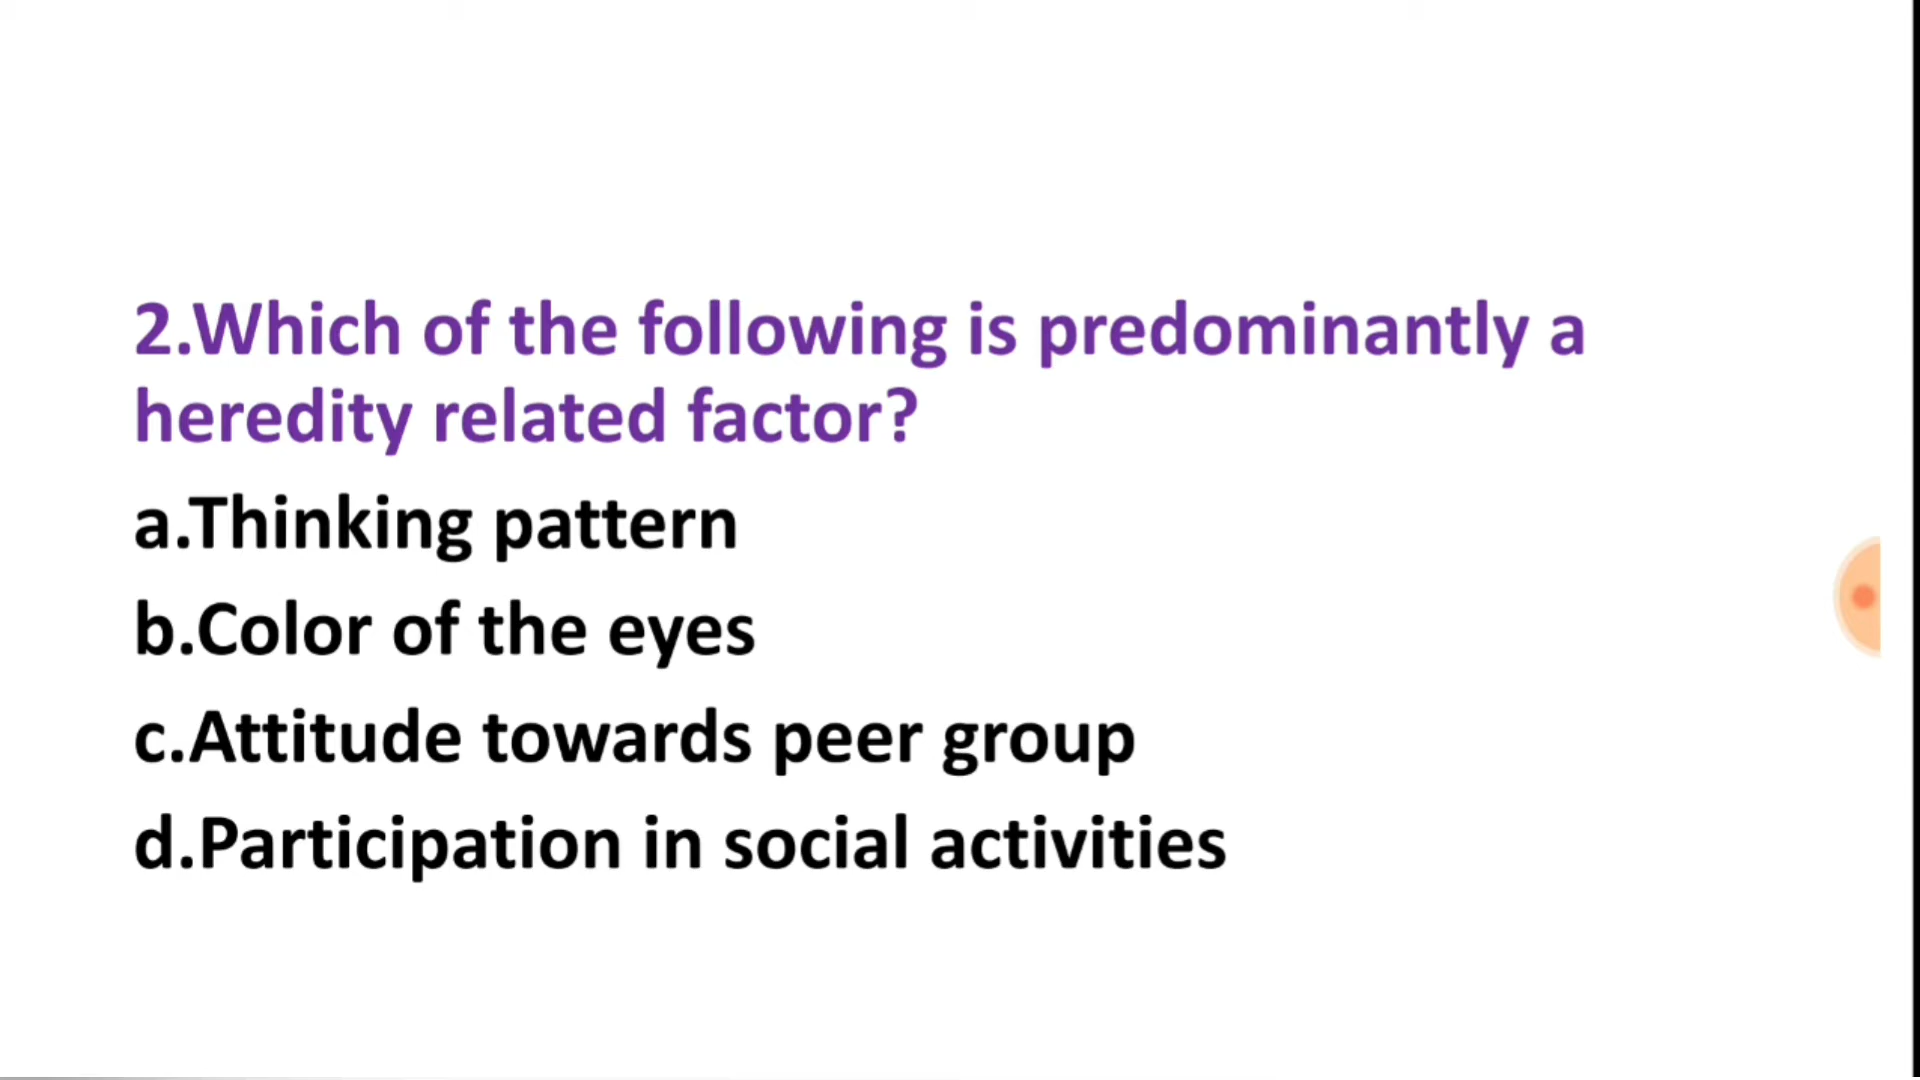 2.Which of the following is predominantly a
heredity related factor?
a.Thinking pattern
b.Color of the eyes
c.Attitude towards peer group
d.Participation in social activities